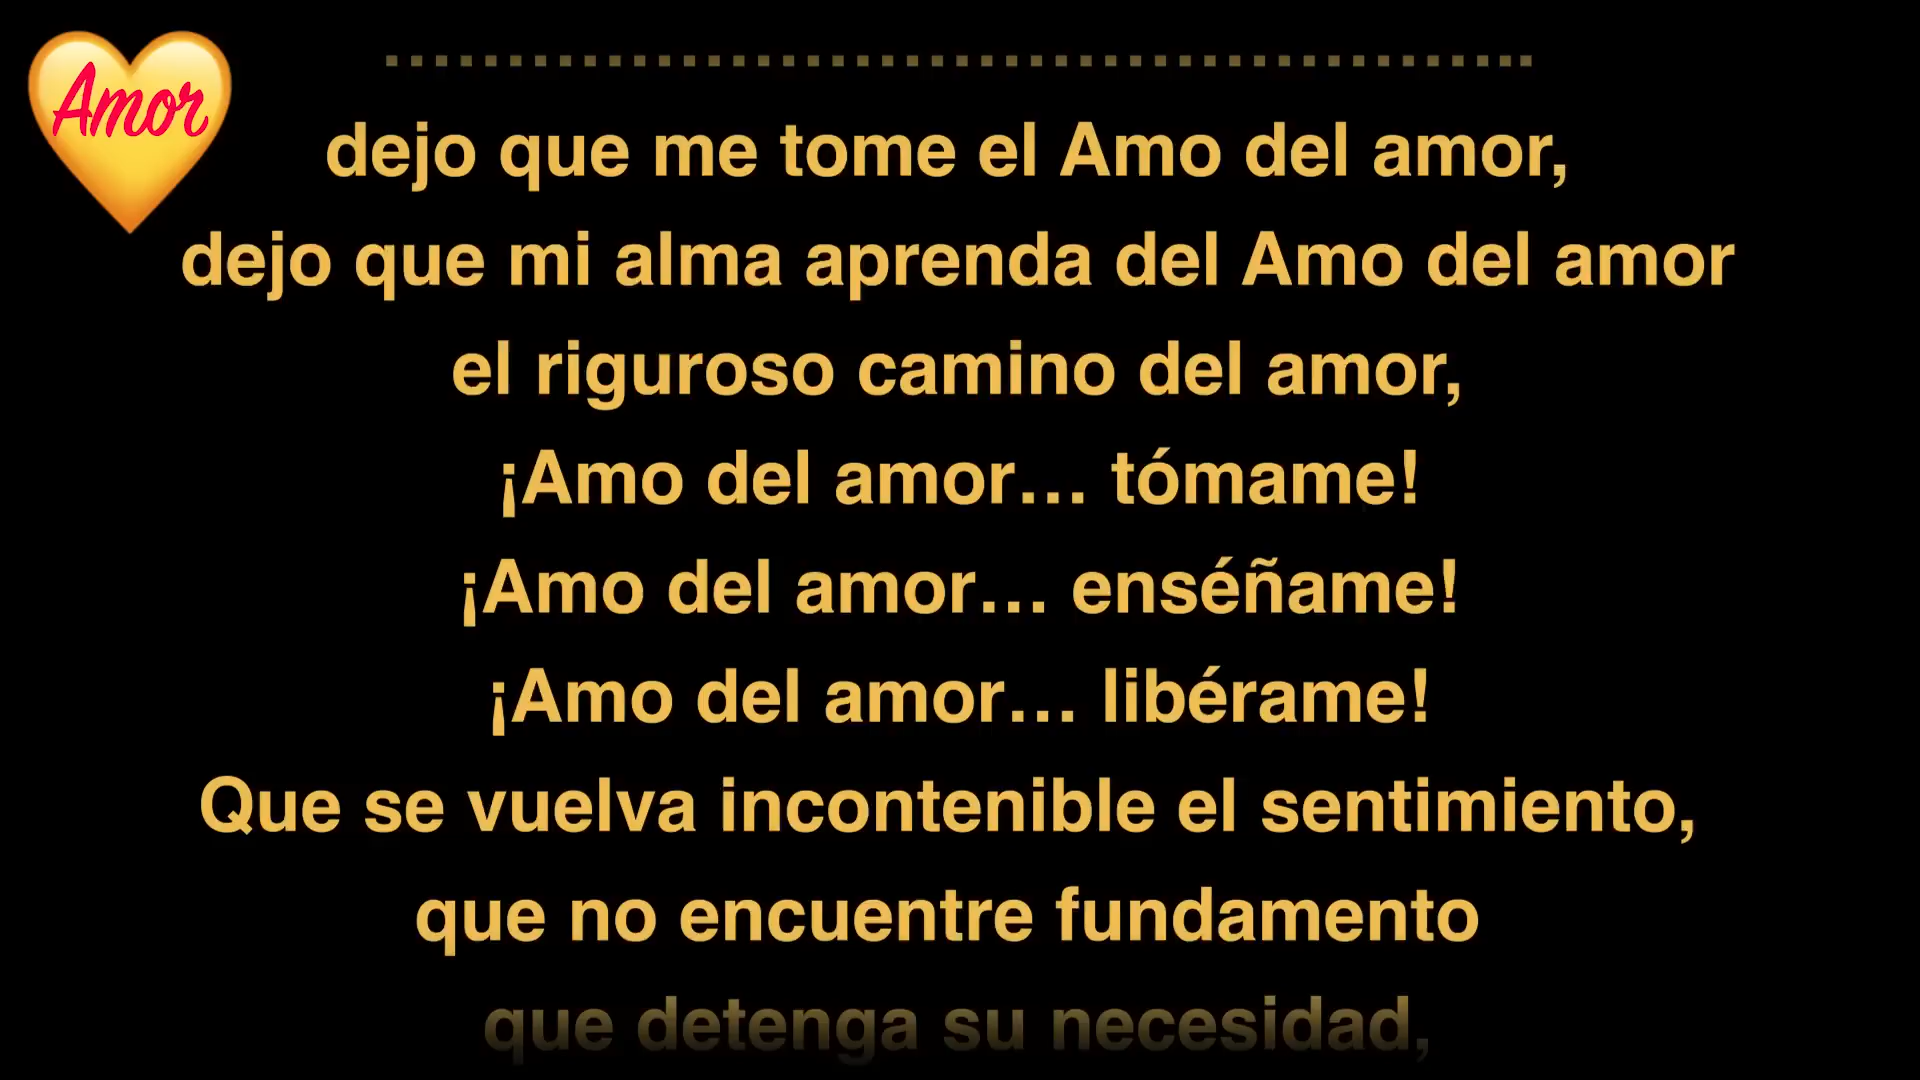 Amor
dejo que me tome el Amo del amor,
dejo que mi alma aprenda del Amo del amor
el riguroso camino del amor,
¡Amo del amor… tómame!
¡Amo del amor… enséñame!
¡Amo del amor… libérame!
Que se vuelva incontenible el sentimiento,
que no encuentre fundamento
que detenga su necesidad,